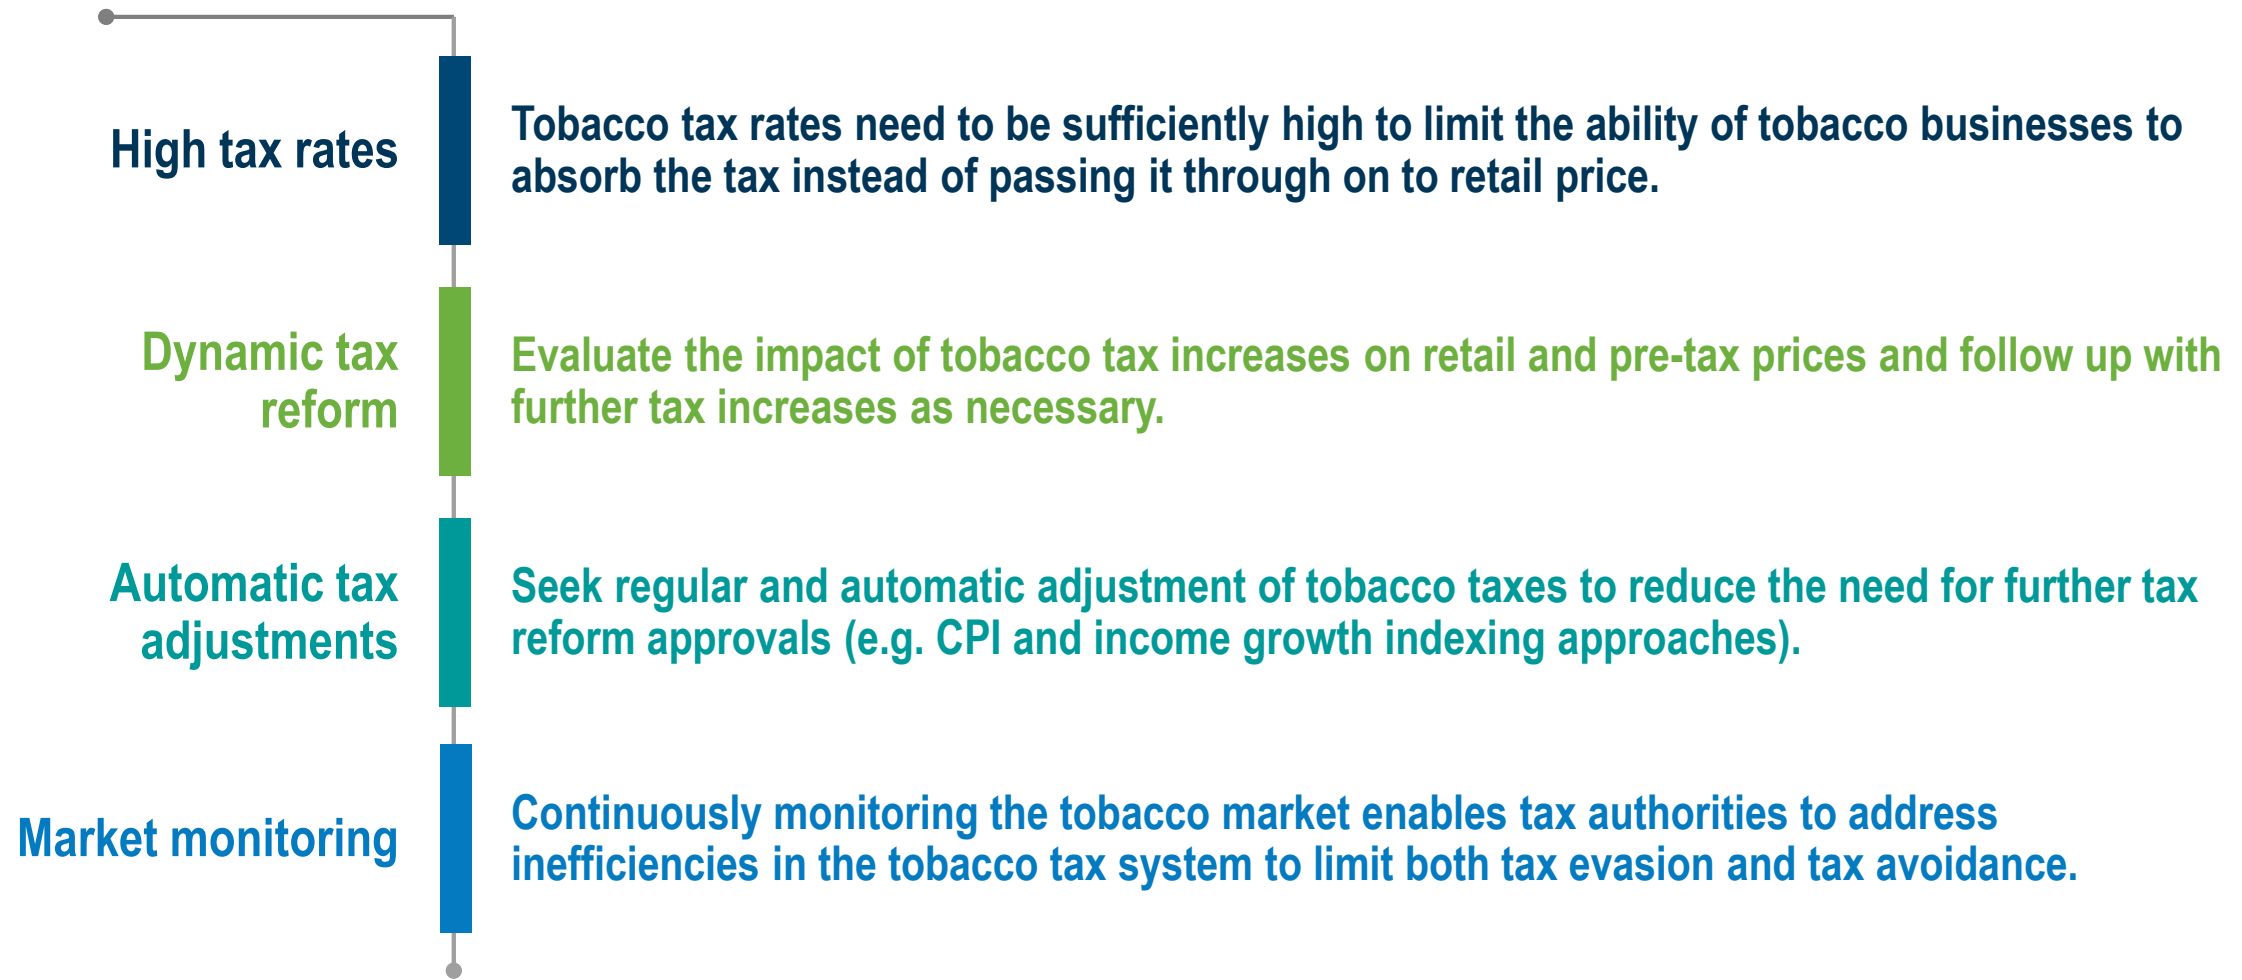 High tax rates
Tobacco tax rates need to be sufficiently high to limit the ability of tobacco businesses to
absorb the tax instead of passing it through on to retail price.
Dynamic tax
reform
Evaluate the impact of tobacco tax increases on retail and pre-tax prices and follow up with
further tax increases as necessary.
Automatic tax
adjustments
Seek regular and automatic adjustment of tobacco taxes to reduce the need for further tax
reform approvals (e.g. CPI and income growth indexing approaches).
Market monitoring
Continuously monitoring the tobacco market enables tax authorities to address
inefficiencies in the tobacco tax system to limit both tax evasion and tax avoidance.